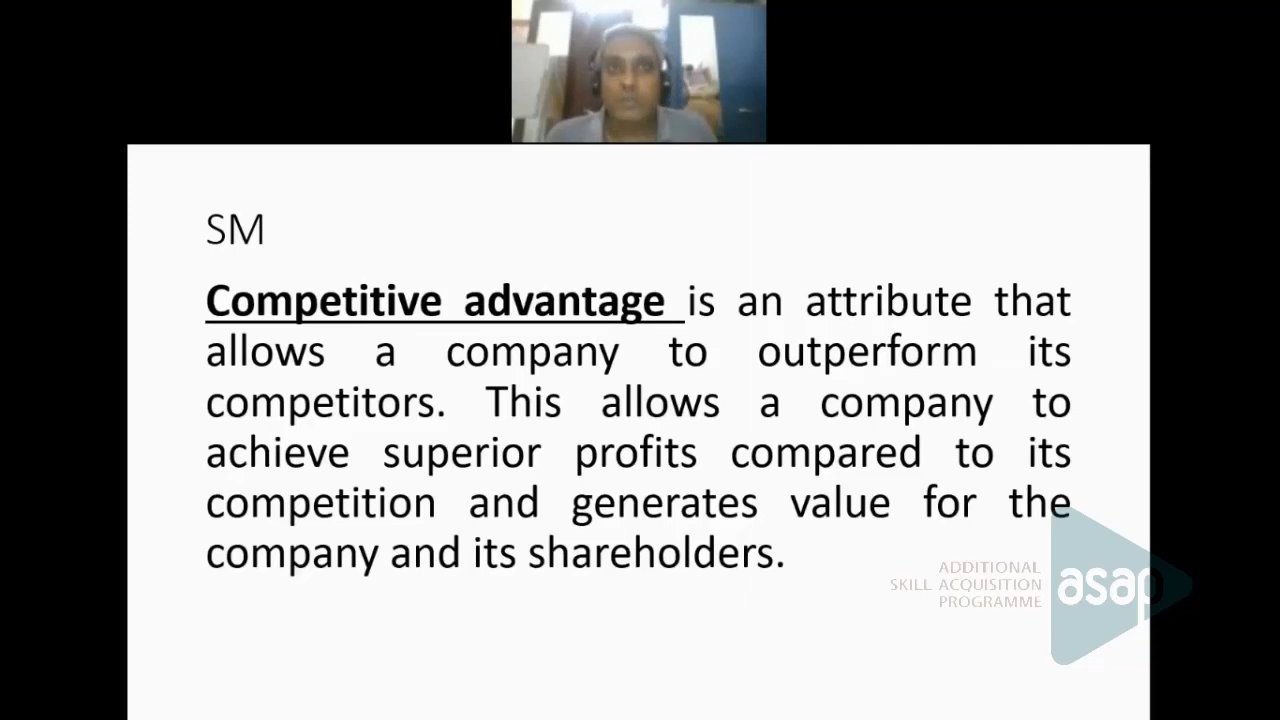 SM
Competitive advantage is an attribute that
allows a company to outperform its
competitors. This allows a company to
achieve superior profits compared to its
competition and generates value for the
company and its shareholders.
ADDITIONAL
SKILL ACQUISITION
PROGRAMME
asap